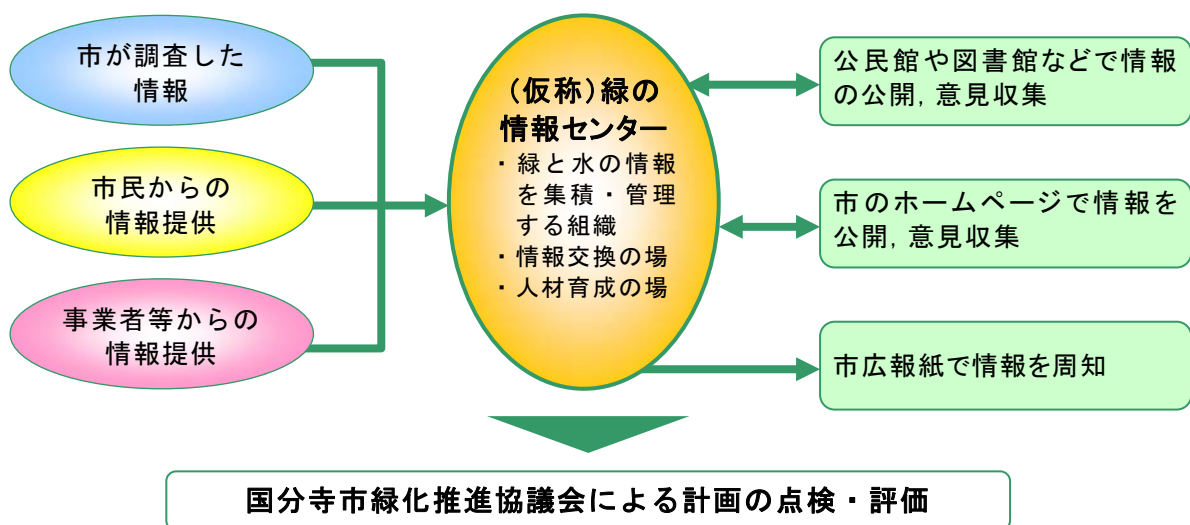 市が調査した
情報
市民からの
情報提供
事業者等からの
情報提供
(仮称)緑の
情報センター
・緑と水の情報
を集積・管理
する組織
・情報交換の場
・人材育成の場
公民館や図書館などで情報
の公開，意見収集
市のホームページで情報を
公開，意見収集
市広報紙で情報を周知
国分寺市緑化推進協議会による計画の点検・評価